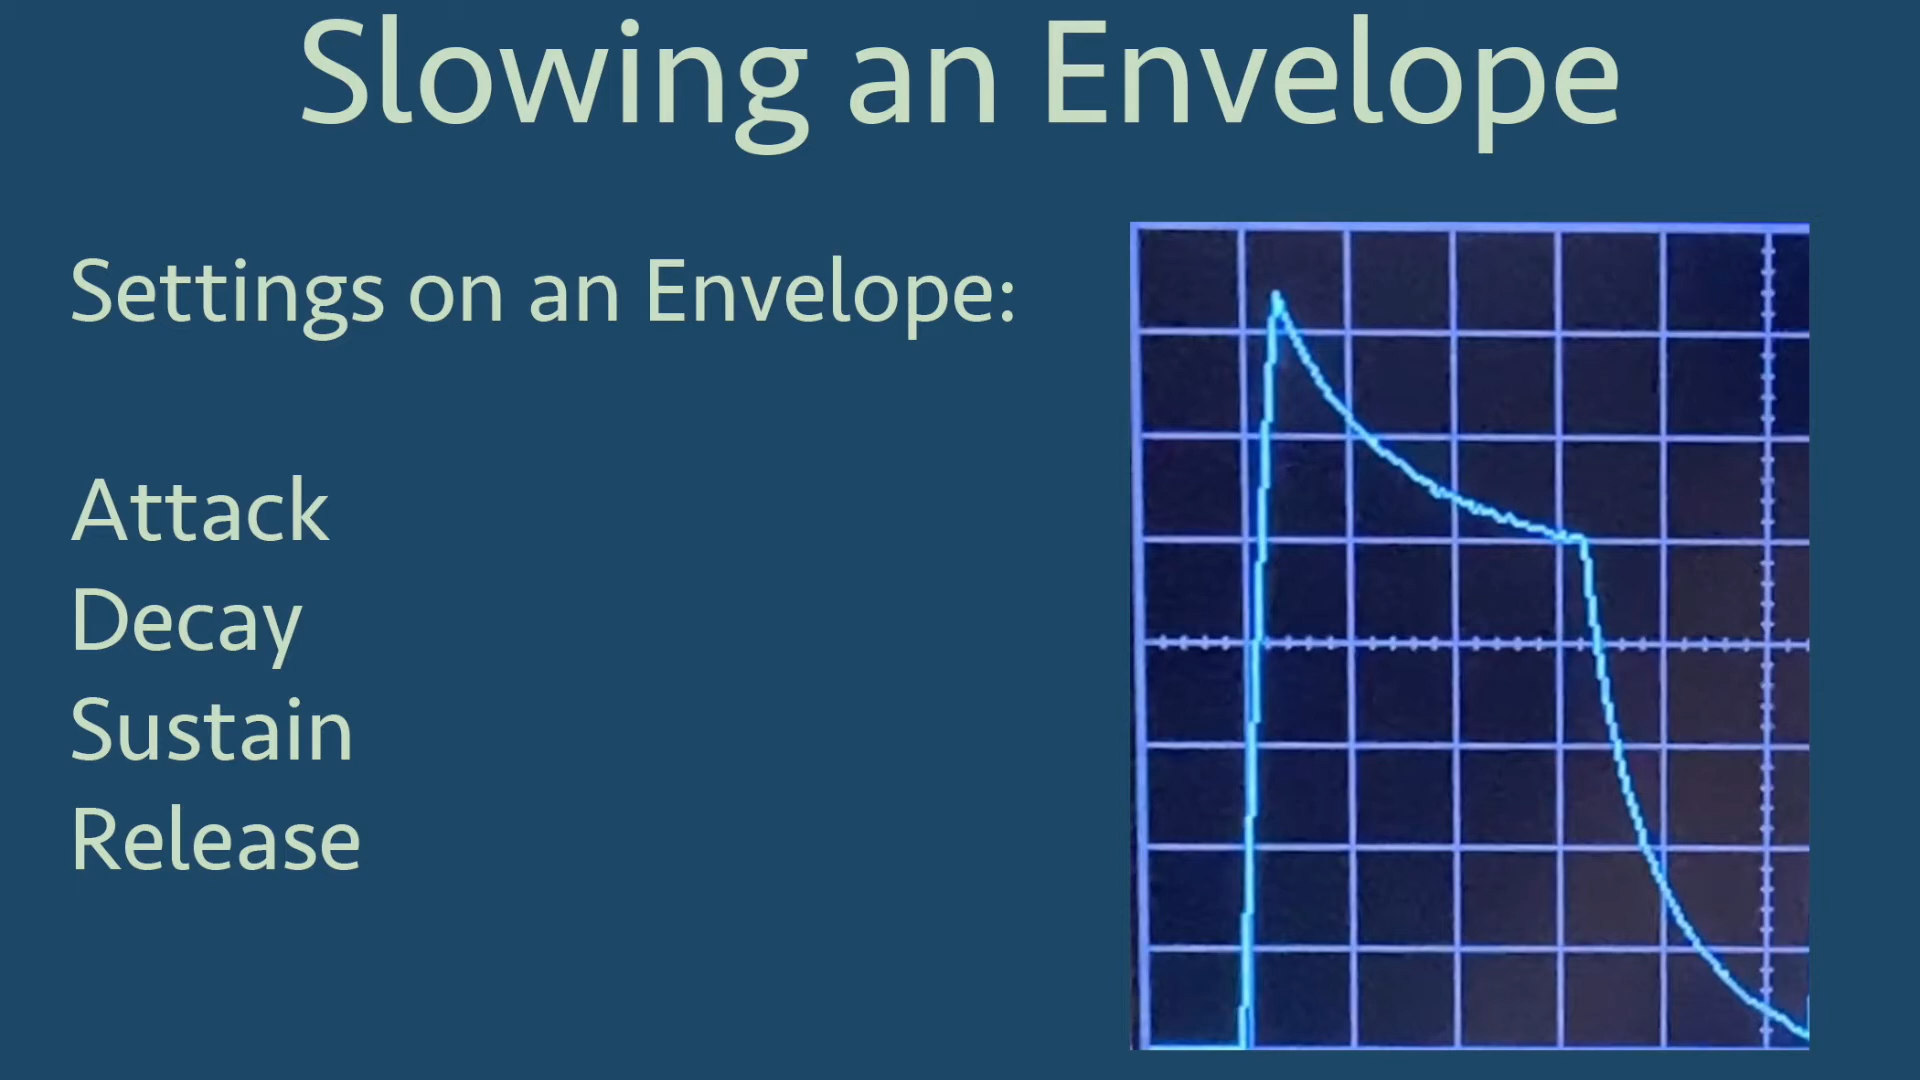 Slowing an Envelope
Settings on an Envelope:
Attack
Decay
Sustain
Release